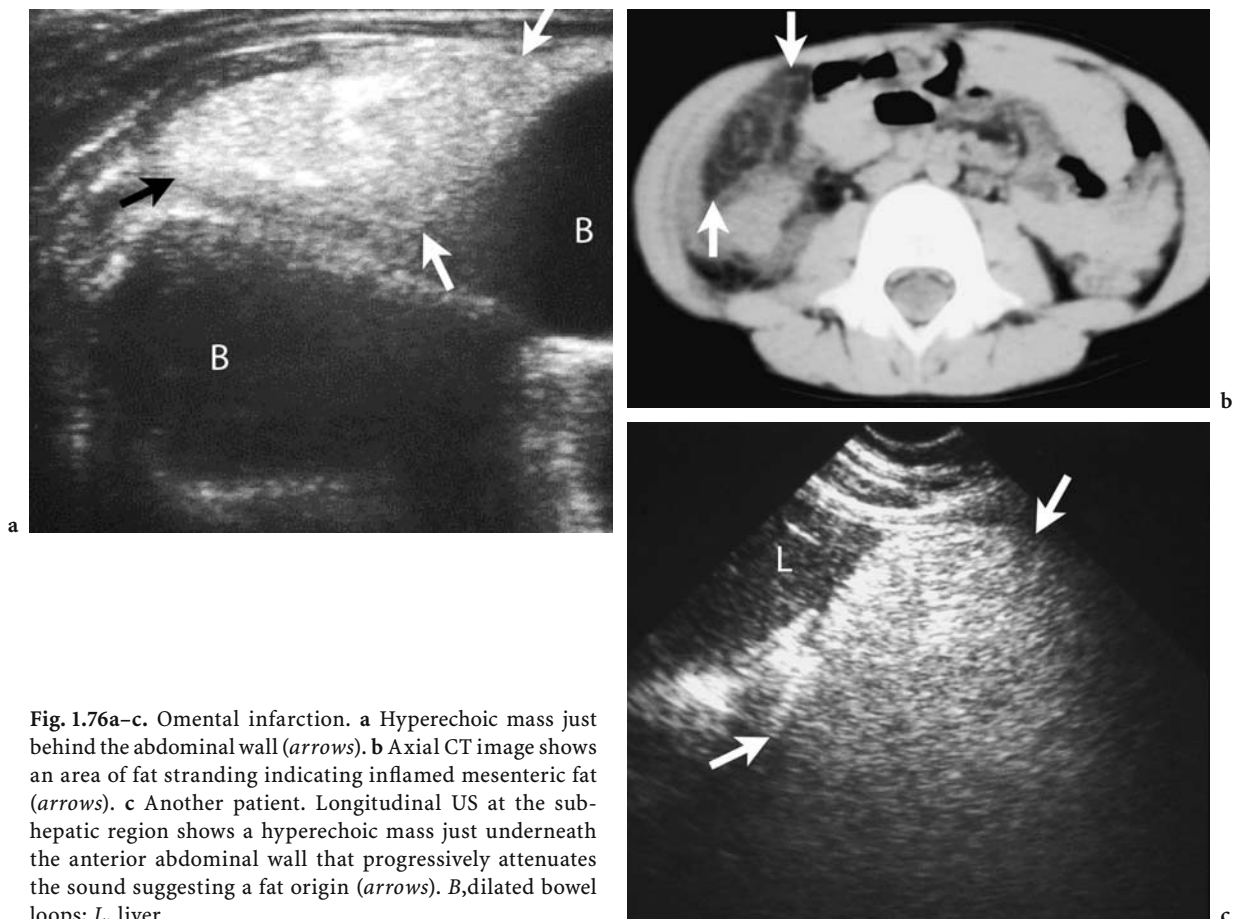 B
B
a
b
L
c
Fig. 1.76a–c. Omental infarction. a Hyperechoic mass just
behind the abdominal wall (arrows). b Axial CT image shows
an area of fat stranding indicating inflamed mesenteric fat
(arrows). c Another patient. Longitudinal US at the sub-
hepatic region shows a hyperechoic mass just underneath
the anterior abdominal wall that progressively attenuates
the sound suggesting a fat origin (arrows). B,dilated bowel
loops; L, liver